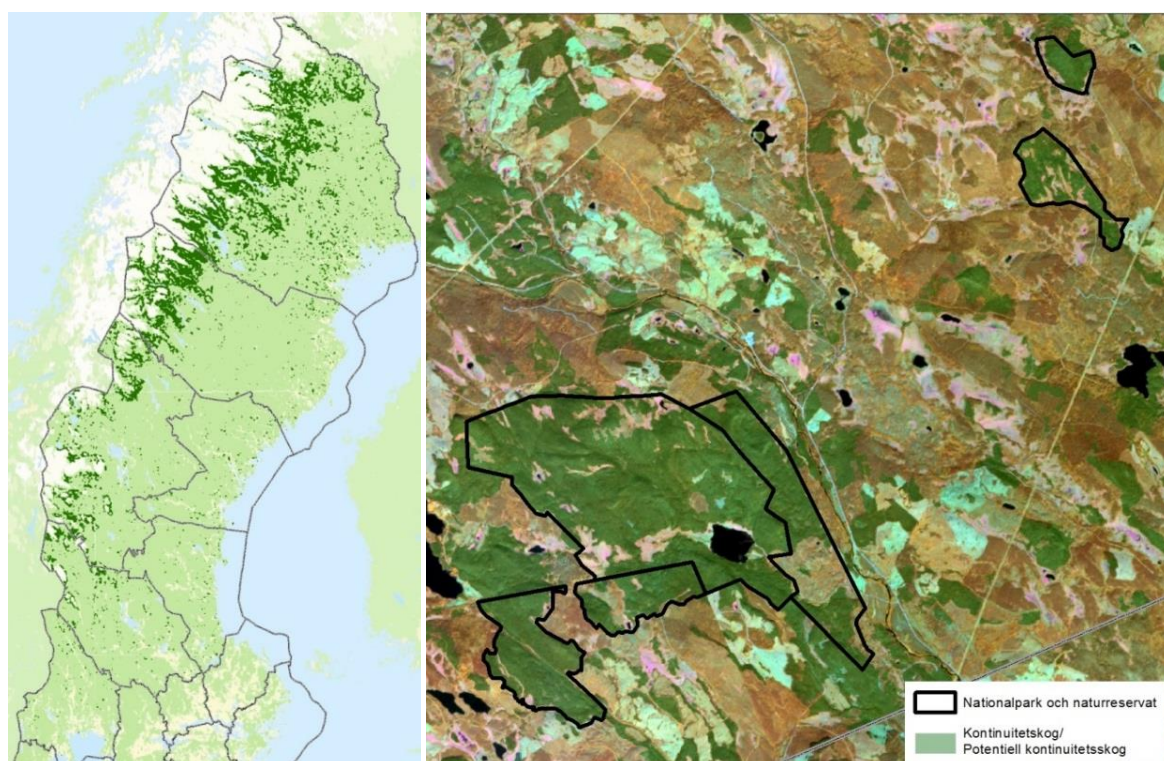 Nationalpark och naturreservat
Kontinuitetskog/
Potentiell kontinuitetsskog